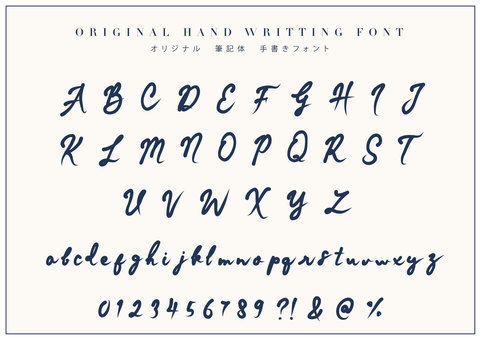 ORIGINAL HAND WRITTING FONT
オリジナル 筆記体 手書きフォント
A B C D E F G H I J
K L M N O P Q R S T
U V W X Y Z
abcdefghijklmnopqrstuvwxyz
0123456789?!&@%